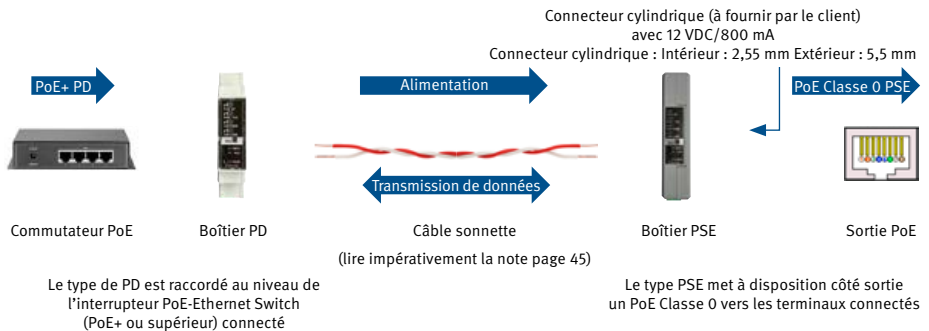 Connecteur cylindrique (à fournir par le client)
avec 12 VDC/800 mA
Connecteur cylindrique : Intérieur : 2,55 mm Extérieur : 5,5 mm
PoE+ PD
Alimentation
PoE Classe 0 PSE
Transmission de données
Commutateur PoE
Boîtier PD
Câble sonnette
Boîtier PSE
Sortie PoE
(lire impérativement la note page 45)
Le type de PD est raccordé au niveau de
l'interrupteur PoE-Ethernet Switch
(PoE+ ou supérieur) connecté
Le type PSE met à disposition côté sortie
un PoE Classe 0 vers les terminaux connectés